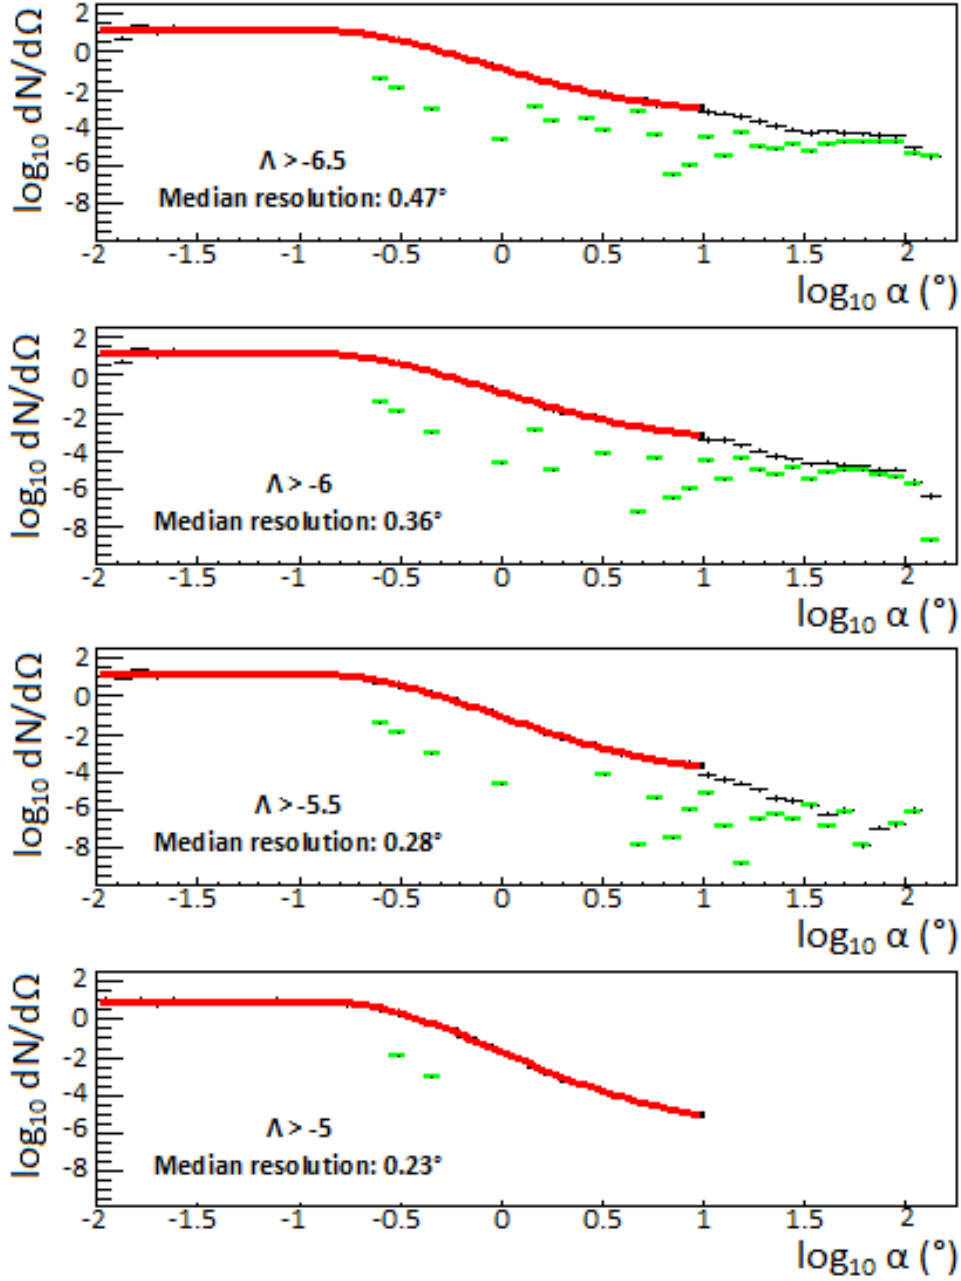 log₁₀ dN/dΩ
2
0
-2
-4
-6
-8
Λ > -6.5
Median resolution: 0.47°
-2 -1.5 -1 -0.5 0 0.5 1 1.5 2
log₁₀ α (°)
log₁₀ dN/dΩ
2
0
-2
-4
-6
-8
Λ > -6
Median resolution: 0.36°
-2 -1.5 -1 -0.5 0 0.5 1 1.5 2
log₁₀ α (°)
log₁₀ dN/dΩ
2
0
-2
-4
-6
-8
Λ > -5.5
Median resolution: 0.28°
-2 -1.5 -1 -0.5 0 0.5 1 1.5 2
log₁₀ α (°)
log₁₀ dN/dΩ
2
0
-2
-4
-6
-8
Λ > -5
Median resolution: 0.23°
-2 -1.5 -1 -0.5 0 0.5 1 1.5 2
log₁₀ α (°)